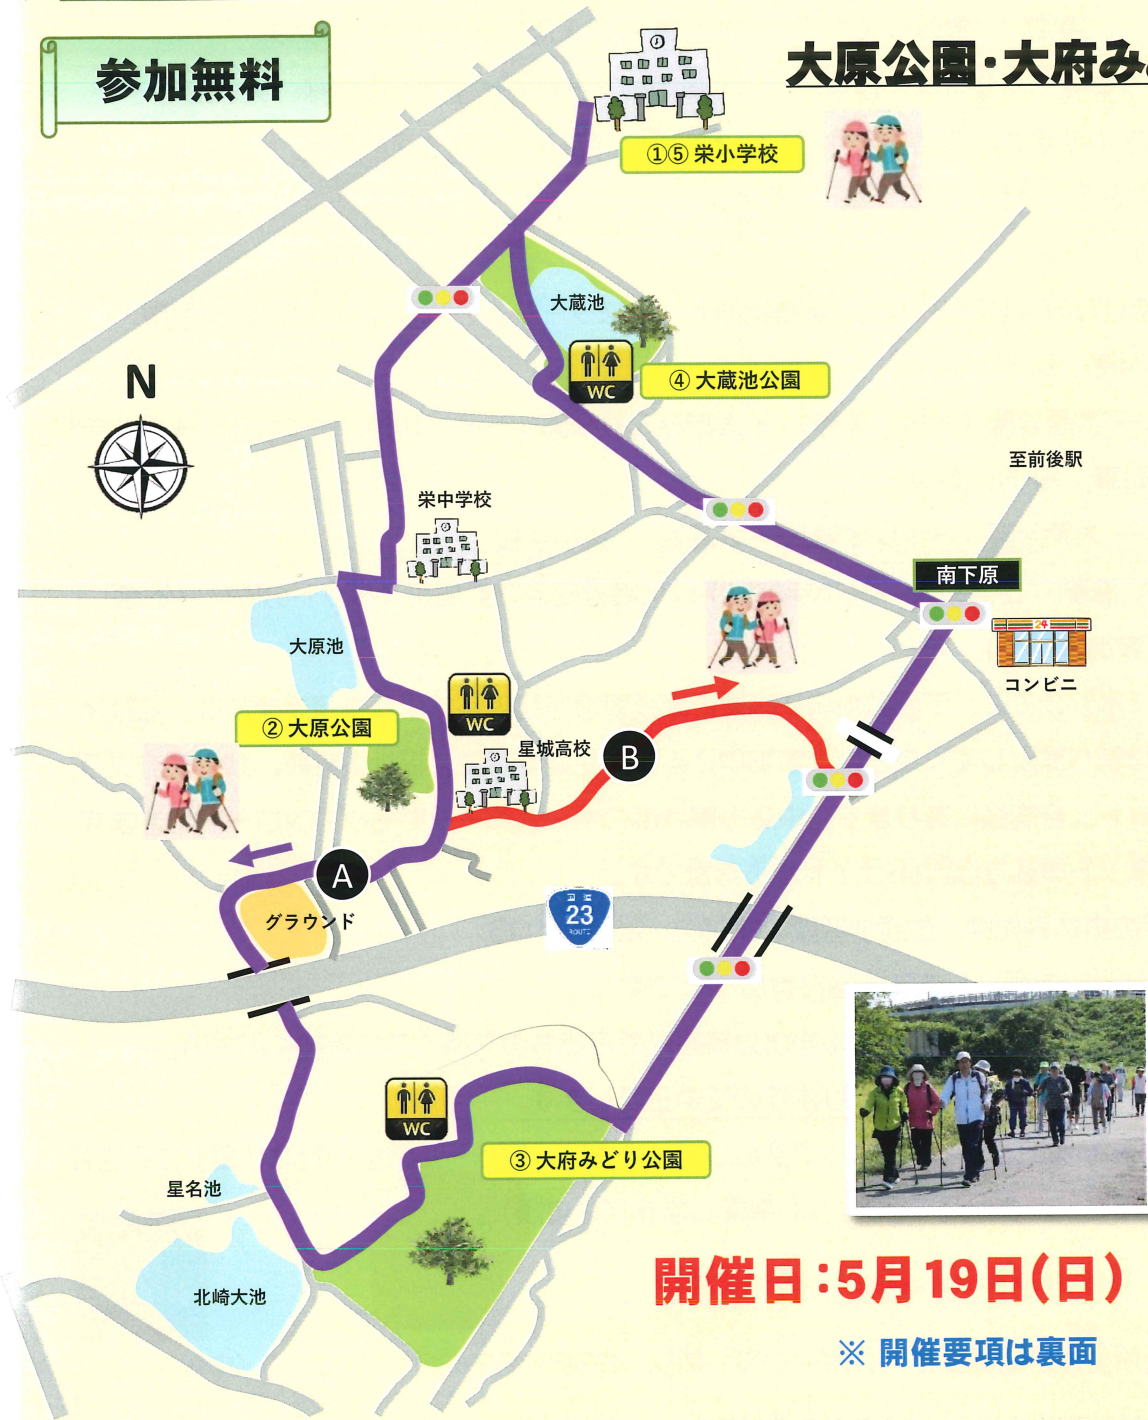 参加無料
大原公園・大府み
①⑤ 栄小学校
大蔵池
WC
④ 大蔵池公園
N
至前後駅
栄中学校
南下原
24
コンビニ
大原池
WC
② 大原公園
星城高校
B
A
グラウンド
23
ROUTE
WC
③ 大府みどり公園
星名池
北崎大池
開催日：5月19日(日)
※ 開催要項は裏面